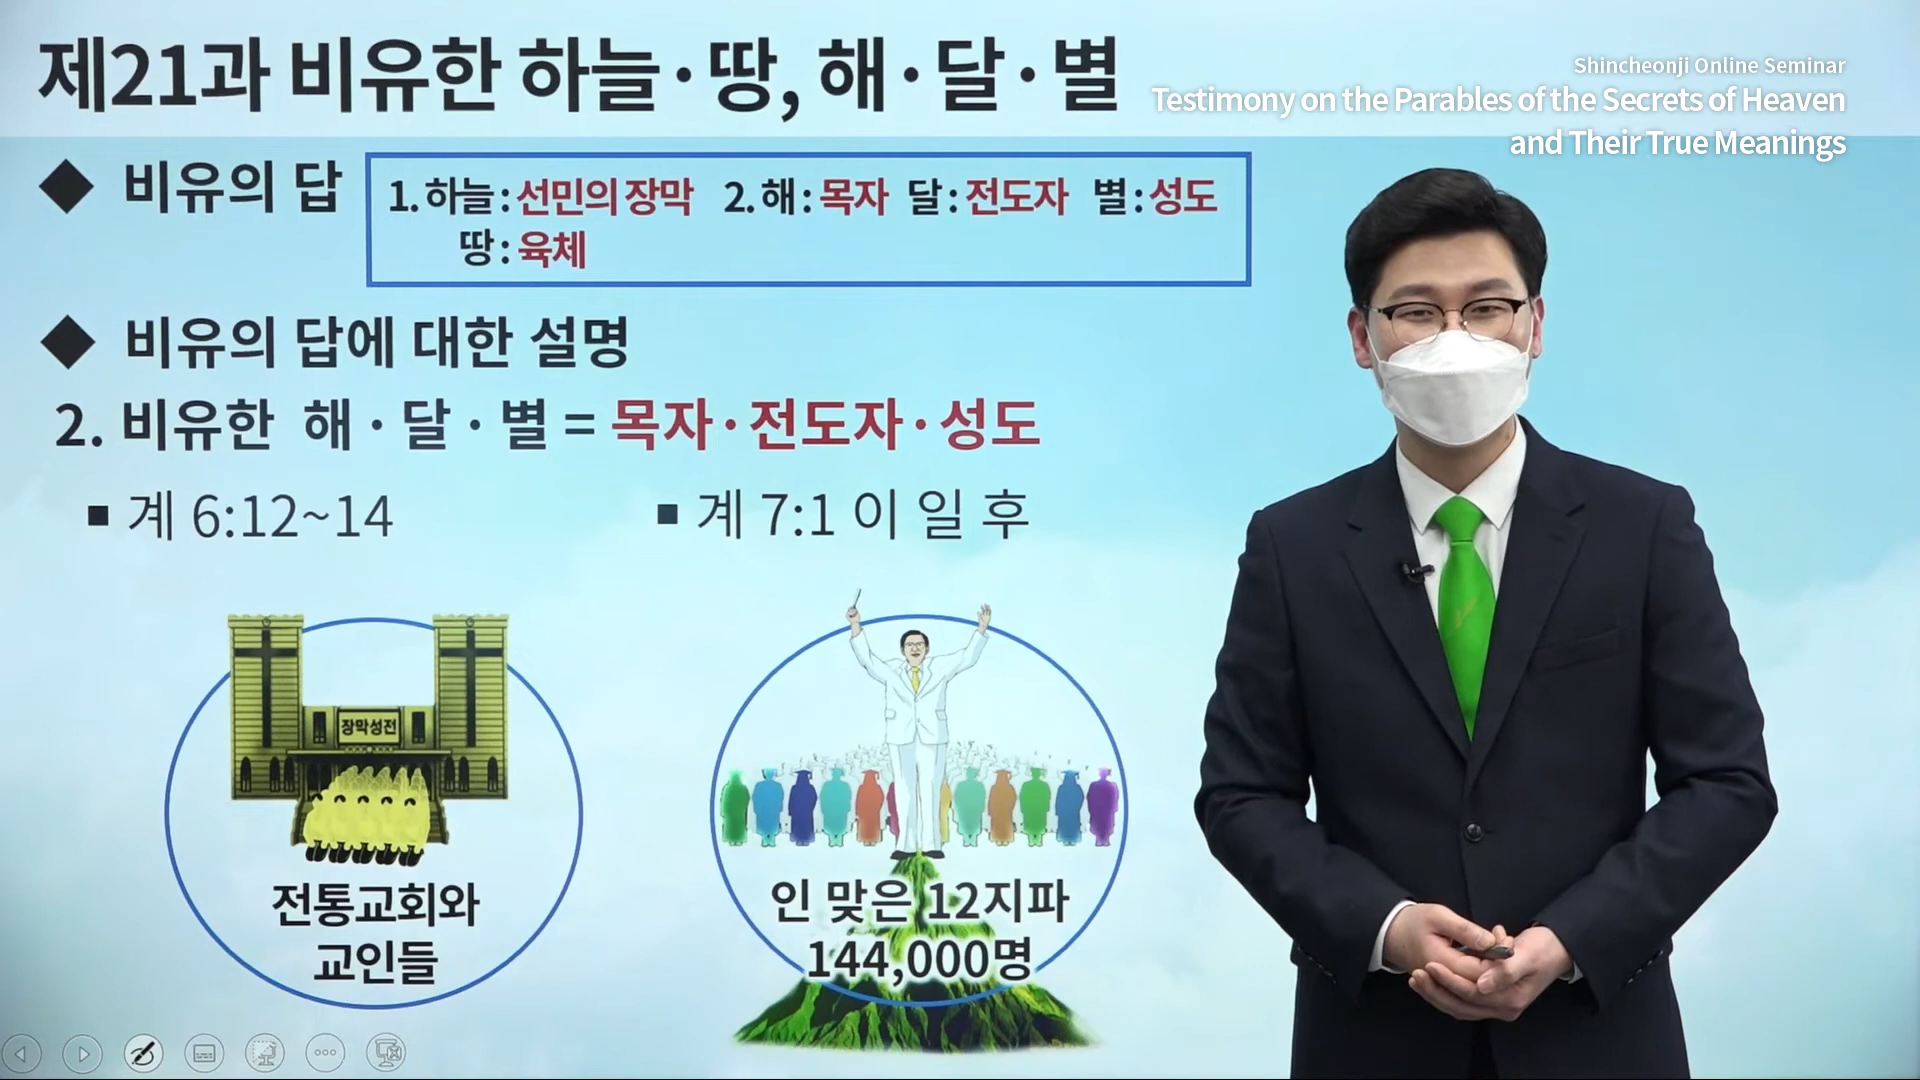 제21과 비유한 하늘·땅, 해·달·별
Shincheonji Online Seminar
Testimony on the Parables of the Secrets of Heaven
and Their True Meanings
◆ 비유의 답
1. 하늘 : 선민의 장막 2. 해 : 목자 달 : 전도자 별 : 성도
땅 : 육체
◆ 비유의 답에 대한 설명
2. 비유한 해 · 달 · 별 = 목자 · 전도자 · 성도
▪ 계 6:12~14
▪ 계 7:1 이 일 후
장막성전
전통교회와
교인들
인 맞은 12지파
144,000명